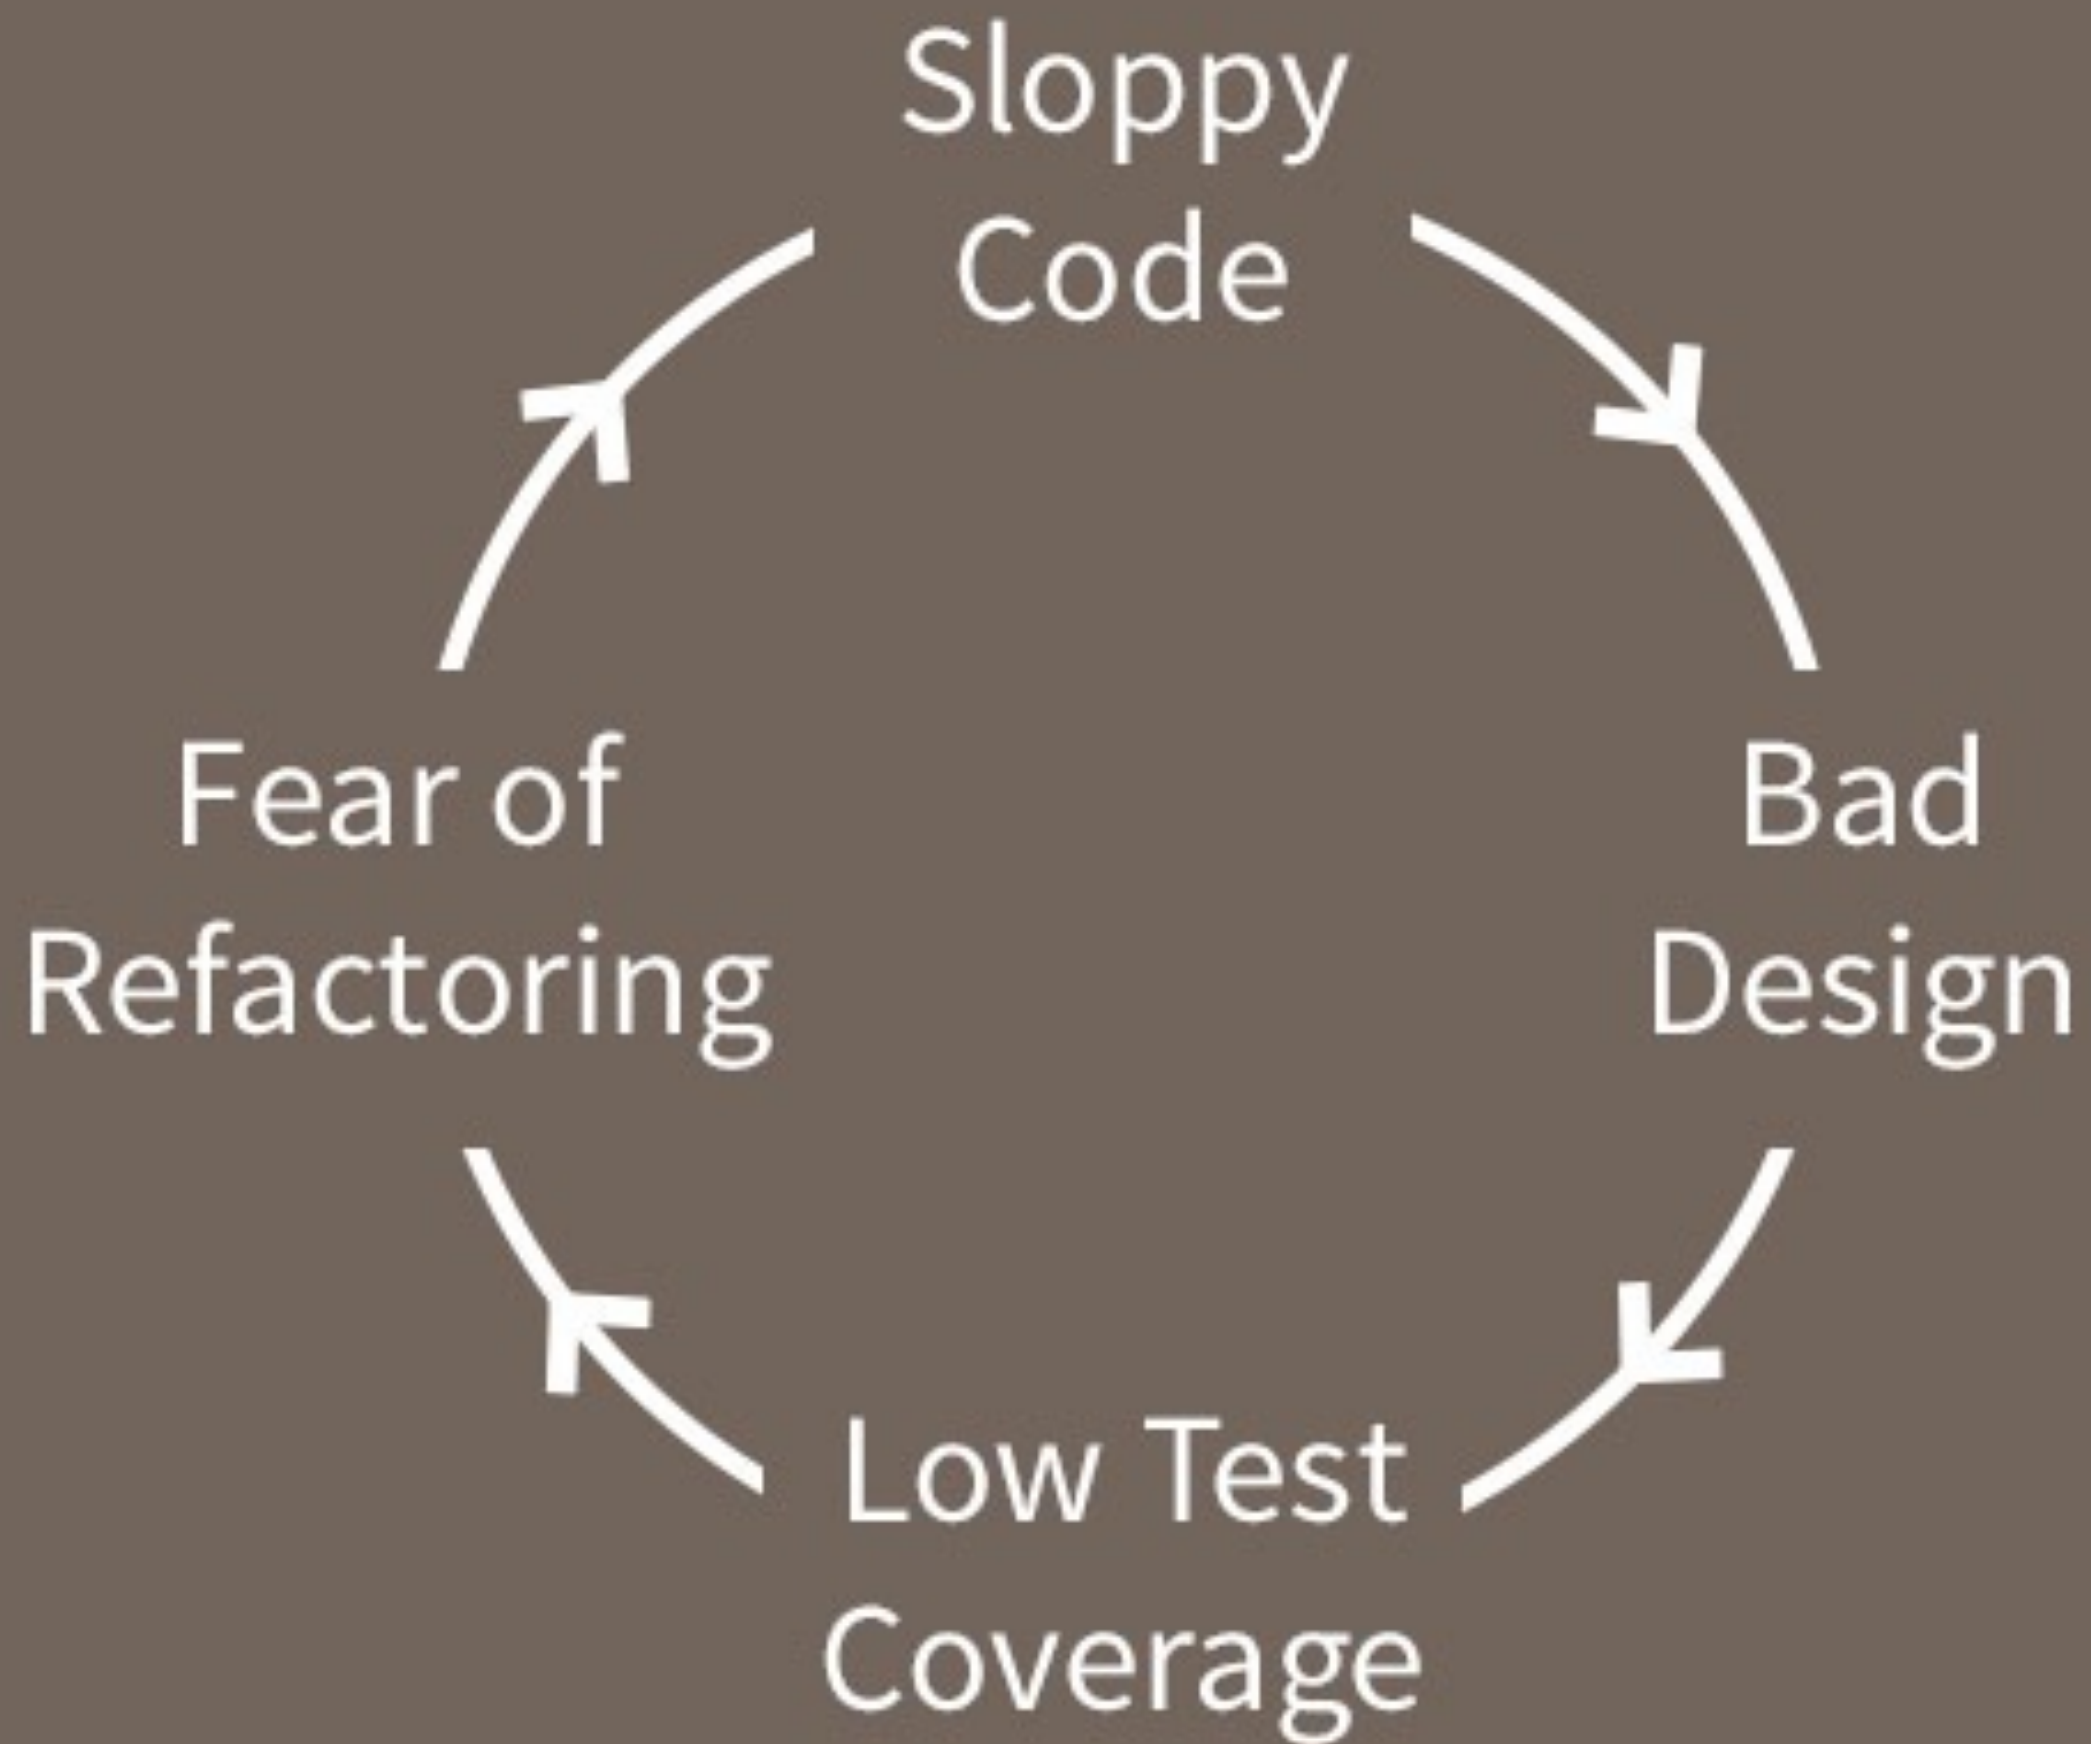 Sloppy
Code
Fear of
Refactoring
Bad
Design
Low Test
Coverage